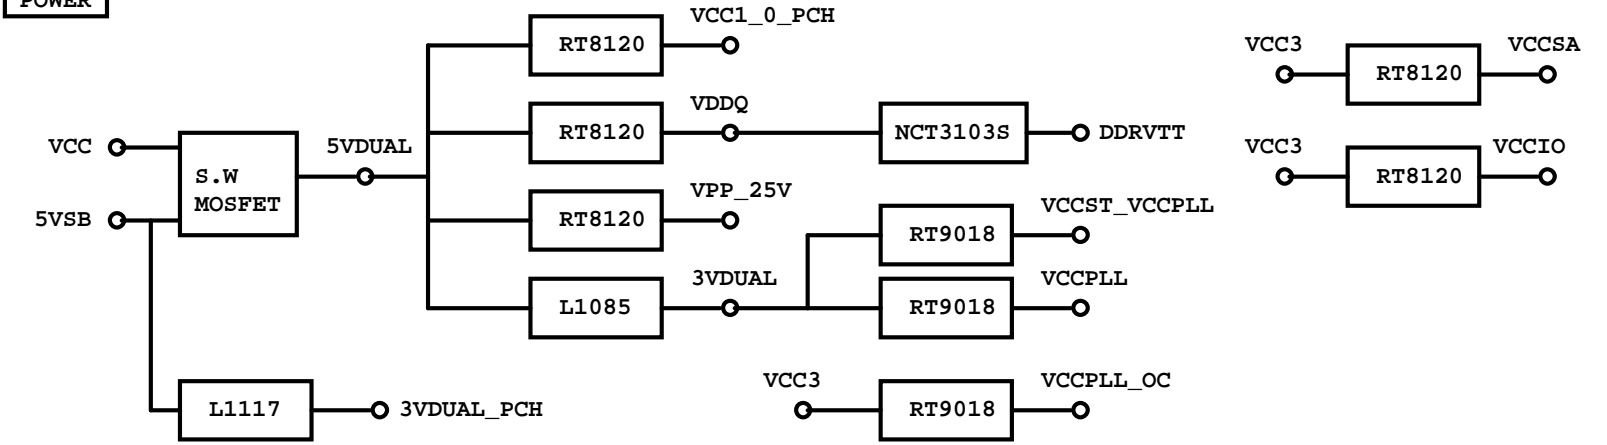 POWER
VCC1_0_PCH
RT8120
VCC3
RT8120
VCCSA
VDDQ
RT8120
NCT3103S
DDRVTT
VCC
5VDUAL
S.W
MOSFET
VCC3
RT8120
VCCIO
VPP_25V
5VSB
RT8120
VCCST_VCCPLL
RT9018
3VDUAL
VCCPLL
L1085
RT9018
VCC3
VCCPLL_OC
L1117
3VDUAL_PCH
RT9018